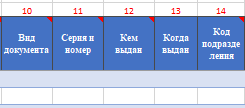 10 11 12 13 14
Вид документа Серия и номер Кем выдан Когда выдан Код подразде ления